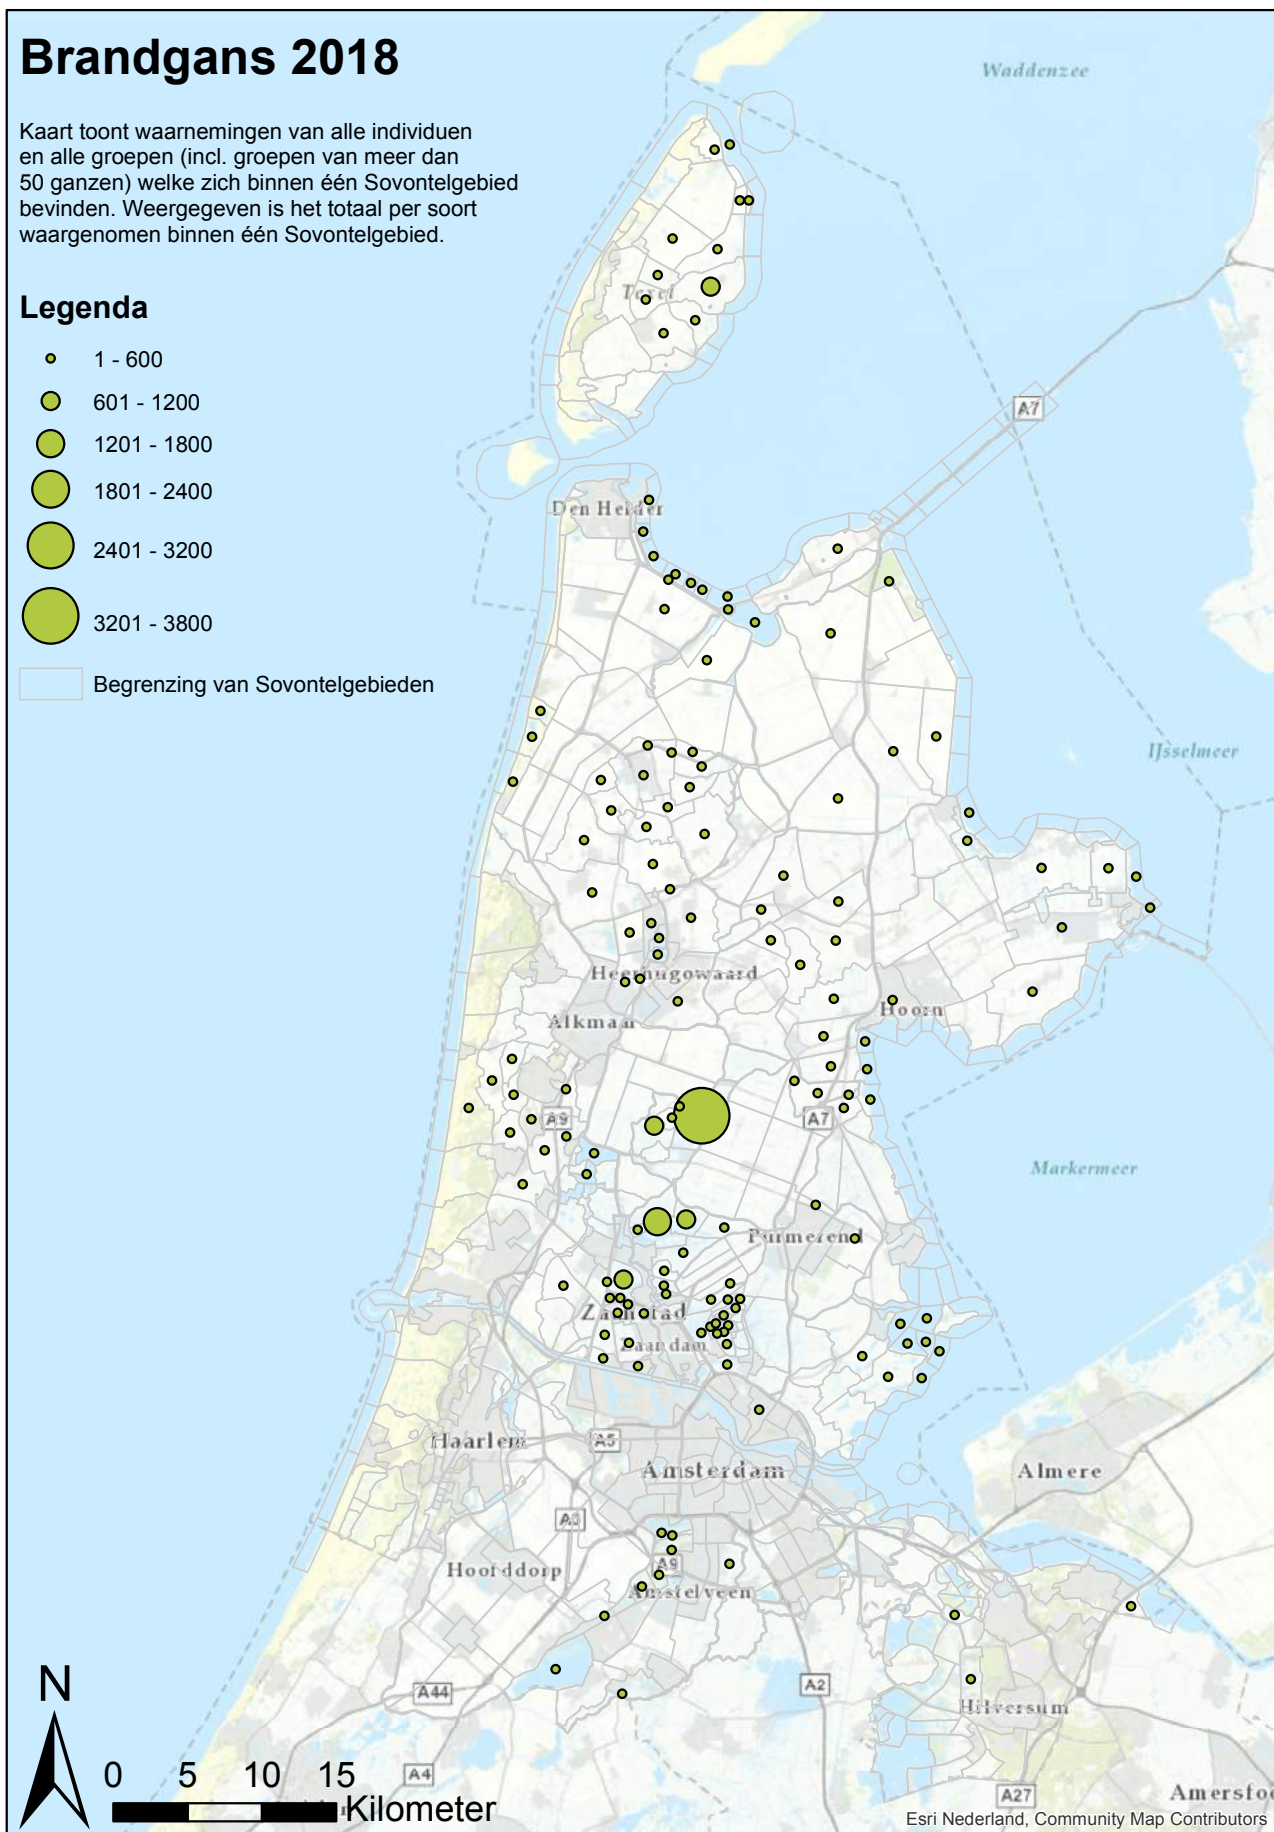 Brandgans 2018
Kaart toont waarnemingen van alle individuen
en alle groepen (incl. groepen van meer dan
50 ganzen) welke zich binnen één Sovontelgebied
bevinden. Weergegeven is het totaal per soort
waargenomen binnen één Sovontelgebied.
Legenda
1 - 600
601 - 1200
1201 - 1800
1801 - 2400
2401 - 3200
3201 - 3800
Begrenzing van Sovontelgebieden
Waddenzee
Texel
A7
Den Helder
IJsselmeer
Heerhugowaard
Alkmaar
Hoorn
A9
A7
Markermeer
Purmerend
Zaanstad
Zaandam
Haarlem
A5
Amsterdam
Almere
A9
Hoofddorp
Amstelveen
A44
A2
Hilversum
A4
A27
Amersfoo
N
0 5 10 15
Kilometer
Esri Nederland, Community Map Contributors